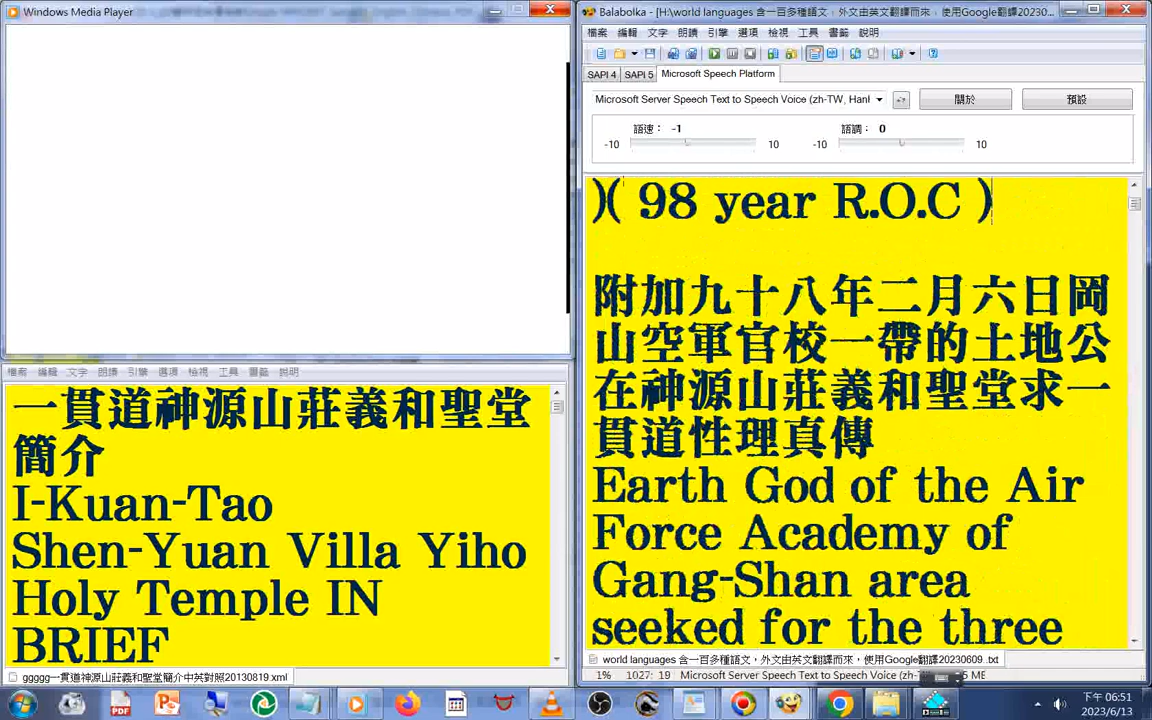 Windows Media Player
檔案 編輯 文字 朗讀 引擎 選項 檢視 工具 書籤 說明
一貫道神源山莊義和聖堂
簡介
I-Kuan-Tao
Shen-Yuan Villa Yiho
Holy Temple IN
BRIEF
ggggg一貫道神源山莊義和聖堂簡介中英對照20130819.xml
Balabolka - [H:\world languages 含一百多種語文，外文由英文翻譯而來，使用Google翻譯20230...
檔案 編輯 文字 朗讀 引擎 選項 檢視 工具 書籤 說明
SAPI 4 SAPI 5 Microsoft Speech Platform
Microsoft Server Speech Text to Speech Voice (zh-TW, Hanl
關於 預設
語速： -1 語調： 0
-10 10 -10 10
)( 98 year R.O.C )
附加九十八年二月六日岡
山空軍官校一帶的土地公
在神源山莊義和聖堂求一
貫道性理真傳
Earth God of the Air
Force Academy of
Gang-Shan area
seeked for the three
world languages 含一百多種語文，外文由英文翻譯而來，使用Google翻譯20230609 .txt
1% 1027: 19 Microsoft Server Speech Text to Speech Voice (zh-
下午 06:51
2023/6/13